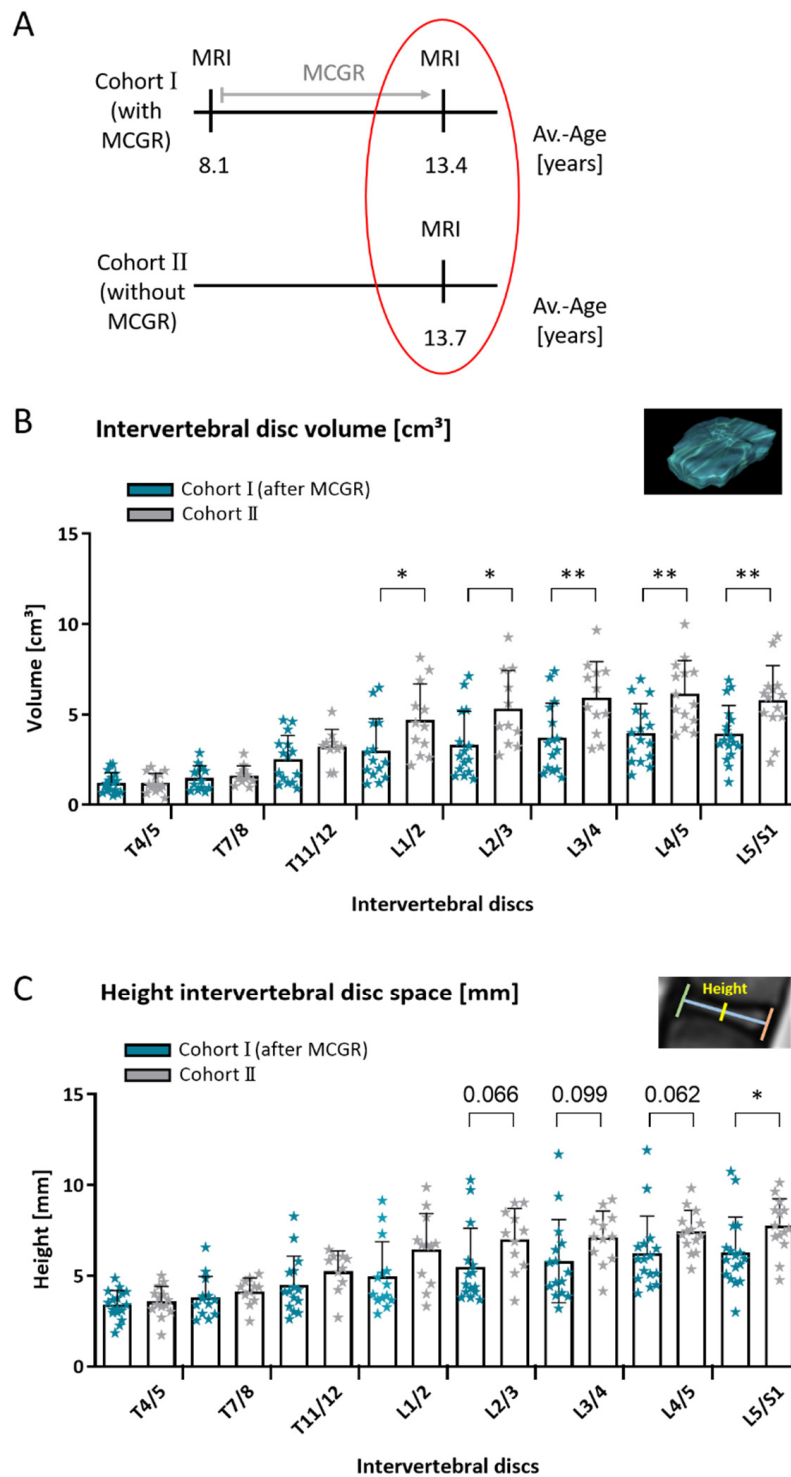 A
MRI
MCGR
MRI
Cohort I
(with
MCGR)
8.1
13.4
Av.-Age
[years]
MRI
Cohort II
(without
MCGR)
13.7
Av.-Age
[years]
B
Intervertebral disc volume [cm³]
Cohort I (after MCGR)
Cohort II
15
10
5
0
Volume [cm³]
* * ** ** **
T4/5 T7/8 T11/12 L1/2 L2/3 L3/4 L4/5 L5/S1
Intervertebral discs
C
Height intervertebral disc space [mm]
Height
Cohort I (after MCGR)
Cohort II
15
10
5
0
Height [mm]
0.066 0.099 0.062 *
T4/5 T7/8 T11/12 L1/2 L2/3 L3/4 L4/5 L5/S1
Intervertebral discs